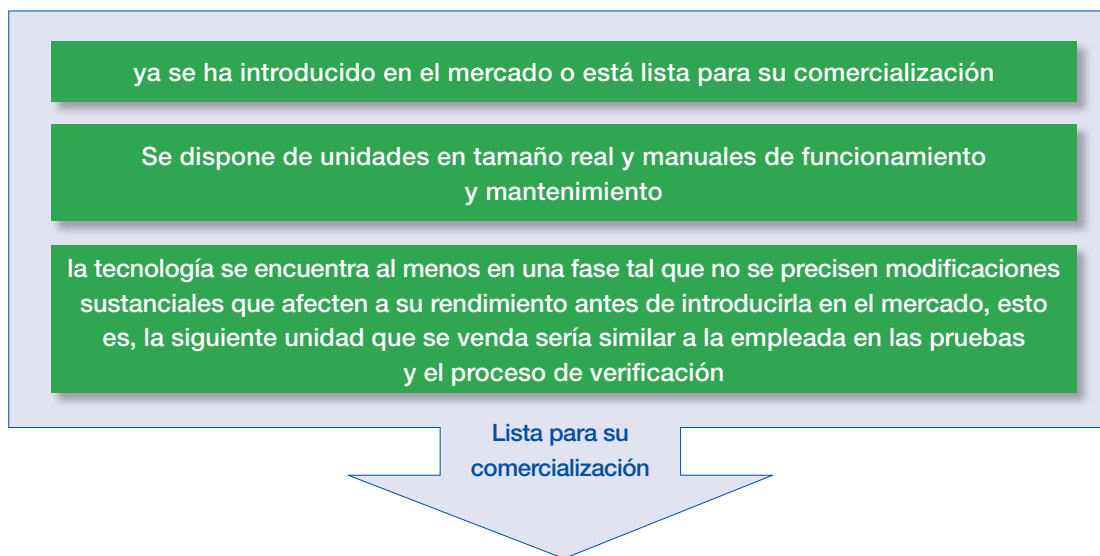 ya se ha introducido en el mercado o está lista para su comercialización
Se dispone de unidades en tamaño real y manuales de funcionamiento
y mantenimiento
la tecnología se encuentra al menos en una fase tal que no se precisen modificaciones
sustanciales que afecten a su rendimiento antes de introducirla en el mercado, esto
es, la siguiente unidad que se venda sería similar a la empleada en las pruebas
y el proceso de verificación
Lista para su
comercialización